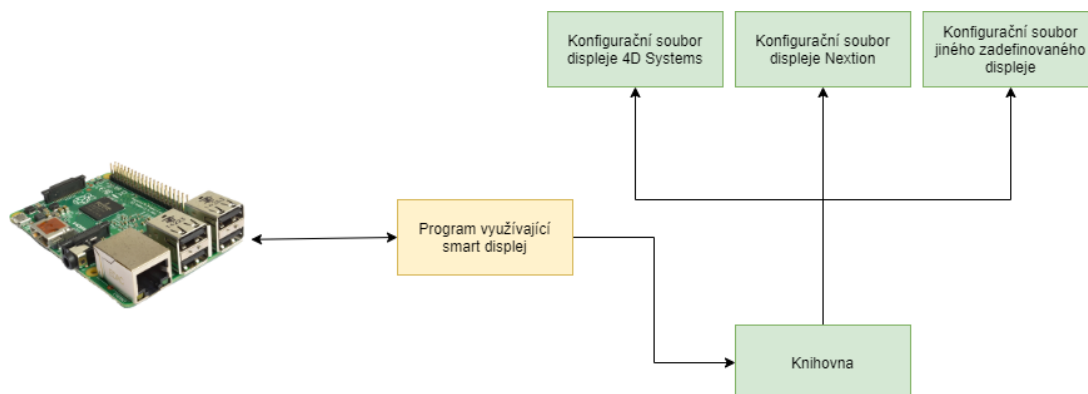 Konfigurační soubor
displeje 4D Systems
Konfigurační soubor
displeje Nextion
Konfigurační soubor
jiného zadefinovaného
displeje
Program využívající
smart displej
Knihovna